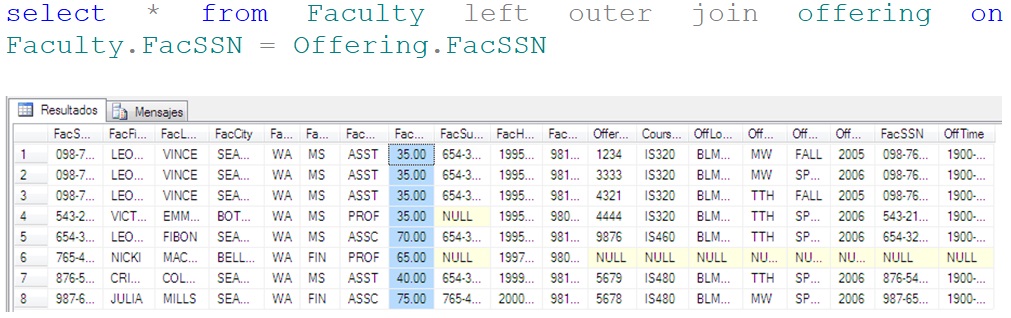 select * from Faculty left outer join offering on
Faculty.FacSSN = Offering.FacSSN
Resultados Mensajes
FacS... FacFi... FacL... FacCity Fa... Fa... Fac... Fac... FacSu... FacH... Fac... Offer... Cours... OffLo... Off... Off... Off... FacSSN OffTime
1 098-7... LEO... VINCE SEA... WA MS ASST 35.00 654-3... 1995... 981... 1234 IS320 BLM... MW FALL 2005 098-76... 1900-...
2 098-7... LEO... VINCE SEA... WA MS ASST 35.00 654-3... 1995... 981... 3333 IS320 BLM... MW SP... 2006 098-76... 1900-...
3 098-7... LEO... VINCE SEA... WA MS ASST 35.00 654-3... 1995... 981... 4321 IS320 BLM... TTH FALL 2005 098-76... 1900-...
4 543-2... VICT... EMM... BOT... WA MS PROF 35.00 NULL 1995... 980... 4444 IS320 BLM... TTH SP... 2006 543-21... 1900-...
5 654-3... LEO... FIBON SEA... WA MS ASSC 70.00 654-3... 1995... 981... 9876 IS460 BLM... TTH SP... 2006 654-32... 1900-...
6 765-4... NICKI MAC... BELL... WA FIN PROF 65.00 NULL 1997... 980... NULL NULL NULL NU... NU... NU... NULL NULL
7 876-5... CRI... COL... SEA... WA MS ASST 40.00 654-3... 1999... 981... 5679 IS480 BLM... TTH SP... 2006 876-54... 1900-...
8 987-6... JULIA MILLS SEA... WA FIN ASSC 75.00 765-4... 2000... 981... 5678 IS480 BLM... MW SP... 2006 987-65... 1900-...